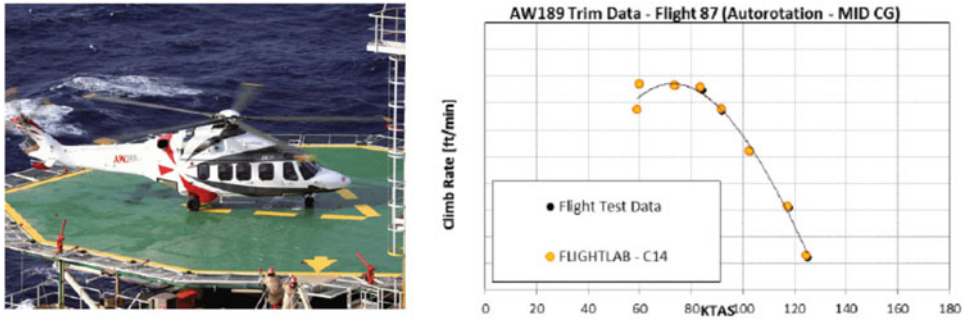 AW189 Trim Data - Flight 87 (Autorotation - MID CG)
Climb Rate [ft/min]
Flight Test Data
FLIGHTLAB - C14
0 20 40 60 80 100 120 140 160 180
KTAS